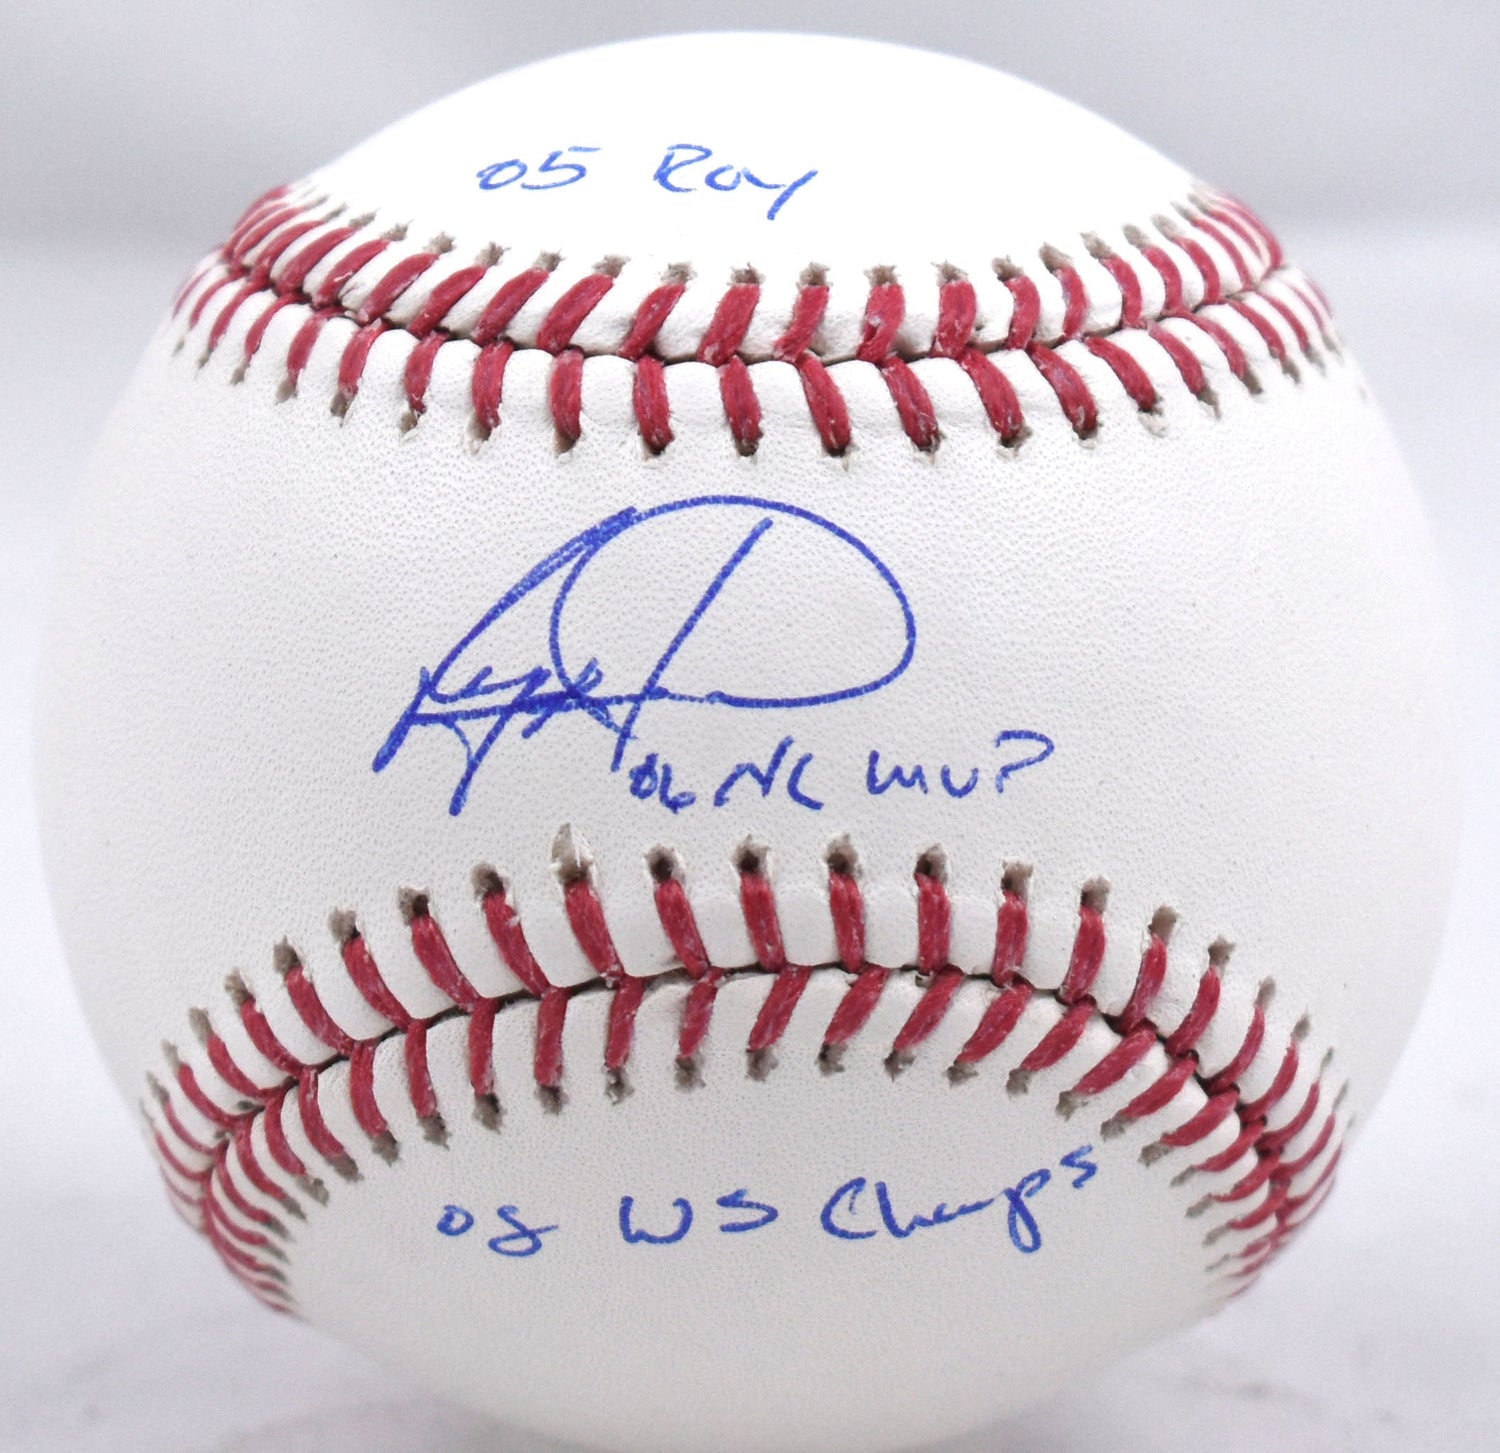 05 Roy
06 NL MVP
08 WS Champs